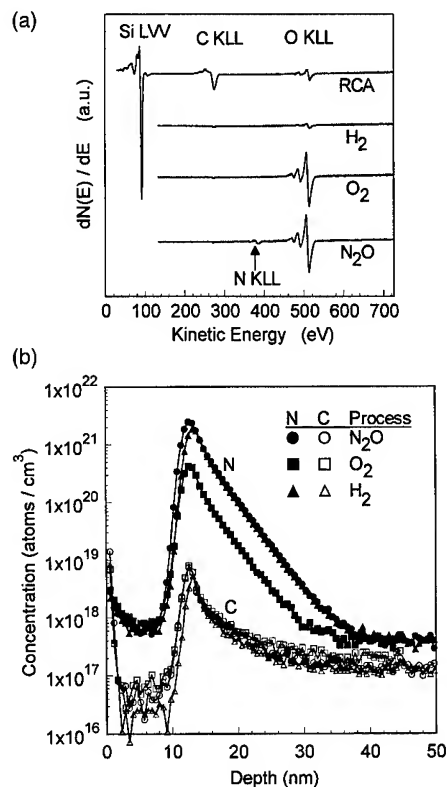 (a)
Si LVV
C KLL
O KLL
RCA
H2
O2
N2O
N KLL
dN(E) / dE (a.u.)
0 100 200 300 400 500 600 700
Kinetic Energy (eV)
(b)
1x10^22
1x10^21
1x10^20
1x10^19
1x10^18
1x10^17
1x10^16
Concentration (atoms / cm^3)
N C Process
N2O
O2
H2
N
C
0 10 20 30 40 50
Depth (nm)